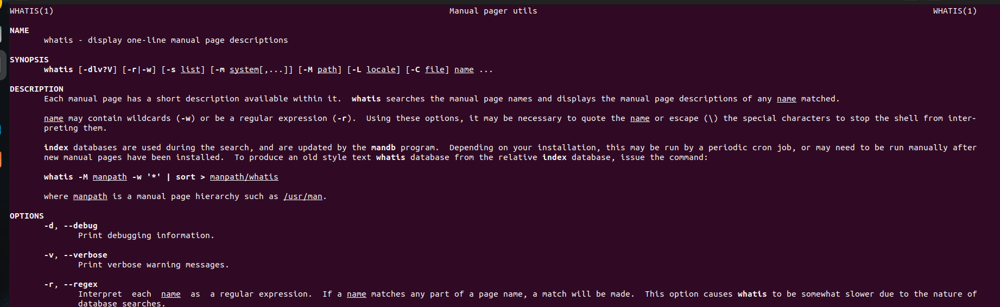 WHATIS(1) Manual pager utils WHATIS(1)
NAME
whatis - display one-line manual page descriptions
SYNOPSIS
whatis [-dlv?V] [-r|-w] [-s list] [-m system[,...]] [-M path] [-L locale] [-C file] name ...
DESCRIPTION
Each manual page has a short description available within it.  whatis searches the manual page names and displays the manual page descriptions of any name matched.
name may contain wildcards (-w) or be a regular expression (-r).  Using these options, it may be necessary to quote the name or escape (\) the special characters to stop the shell from inter-
preting them.
index databases are used during the search, and are updated by the mandb program.  Depending on your installation, this may be run by a periodic cron job, or may need to be run manually after
new manual pages have been installed.  To produce an old style text whatis database from the relative index database, issue the command:
whatis -M manpath -w '*' | sort > manpath/whatis
where manpath is a manual page hierarchy such as /usr/man.
OPTIONS
-d, --debug
Print debugging information.
-v, --verbose
Print verbose warning messages.
-r, --regex
Interpret  each  name  as  a regular expression.  If a name matches any part of a page name, a match will be made.  This option causes whatis to be somewhat slower due to the nature of
database searches.